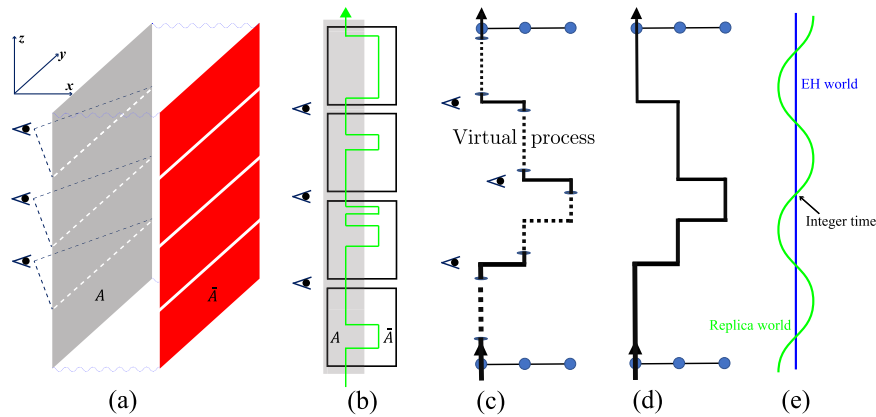 z
y
x
A
Ā
(a)
A
Ā
(b)
Virtual process
(c)
(d)
EH world
Integer time
Replica world
(e)